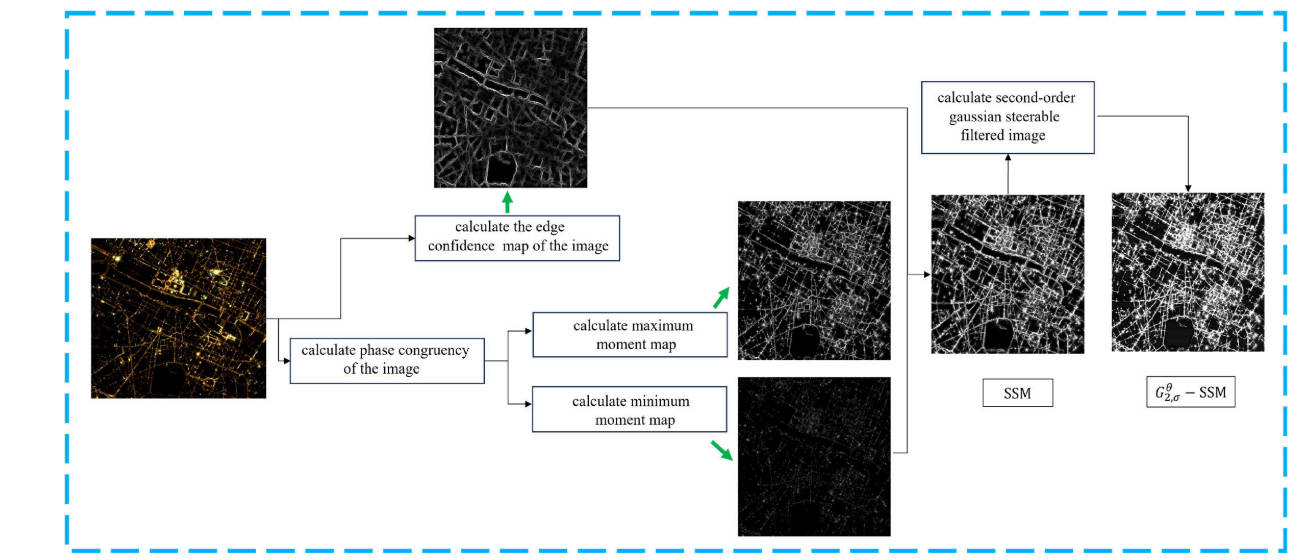 calculate the edge
confidence map of the image
calculate phase congruency
of the image
calculate maximum
moment map
calculate minimum
moment map
calculate second-order
gaussian steerable
filtered image
SSM
$G_{2,\sigma}^{\theta}$ − SSM